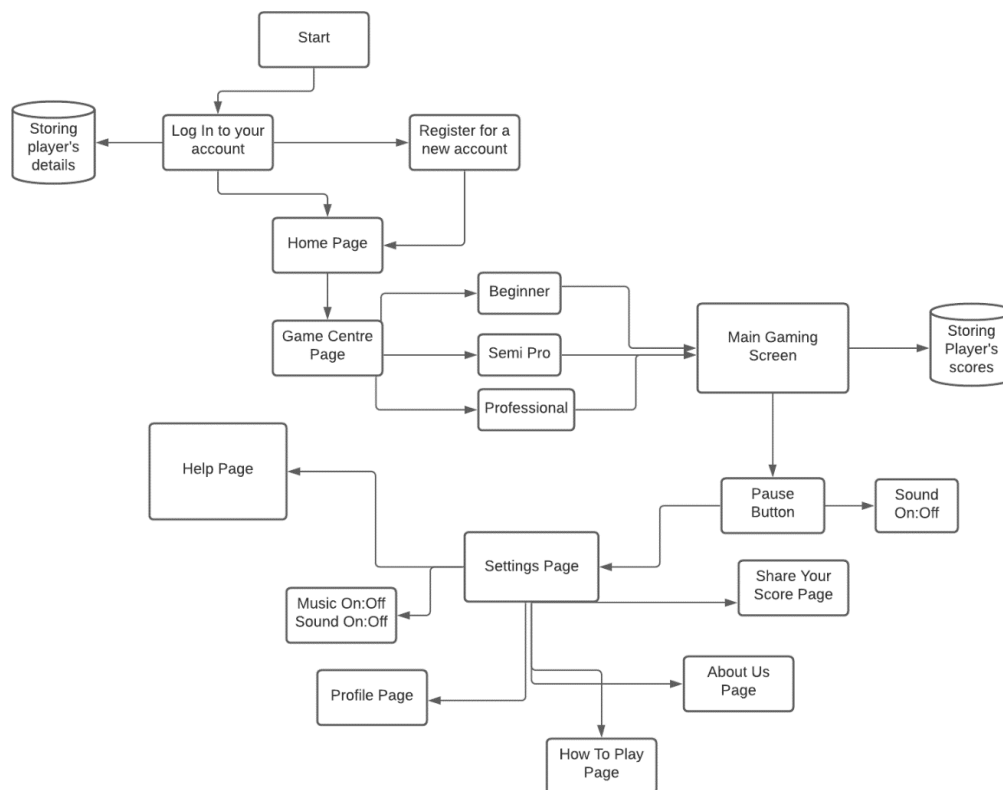 Start
Storing
player's
details
Log In to your
account
Register for a
new account
Home Page
Game Centre
Page
Beginner
Semi Pro
Professional
Main Gaming
Screen
Storing
Player's
scores
Help Page
Pause
Button
Sound
On:Off
Settings Page
Share Your
Score Page
Music On:Off
Sound On:Off
Profile Page
About Us
Page
How To Play
Page